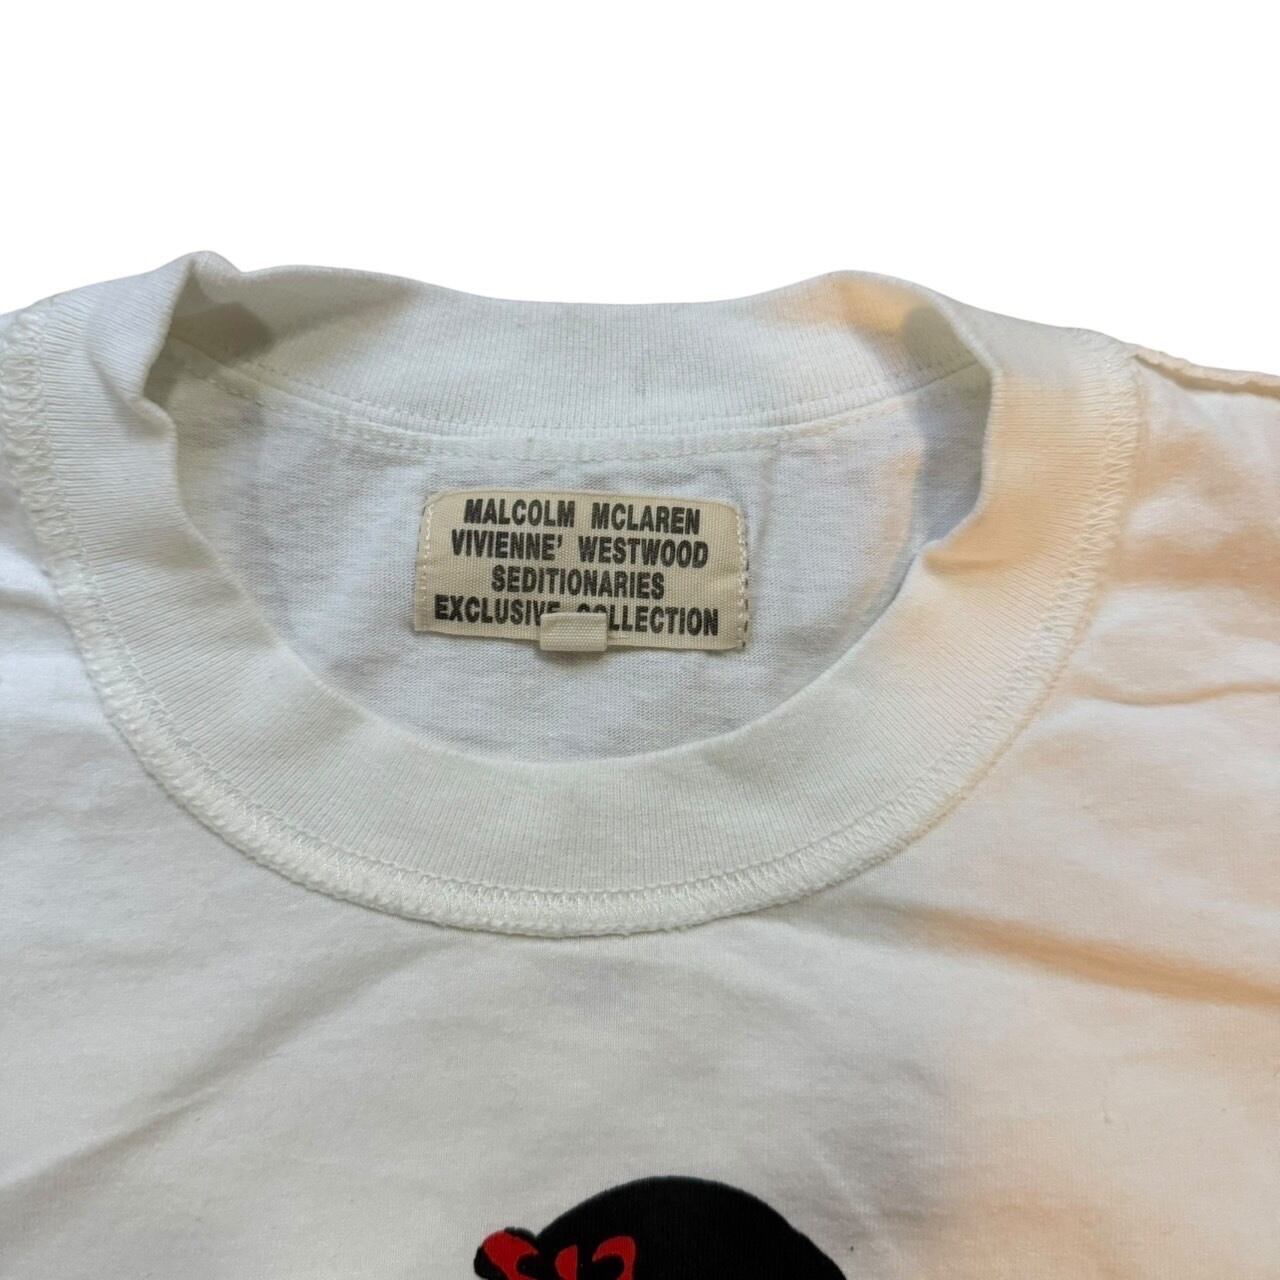 MALCOLM MCLAREN
VIVIENNE' WESTWOOD
SEDITIONARIES
EXCLUSIVE COLLECTION